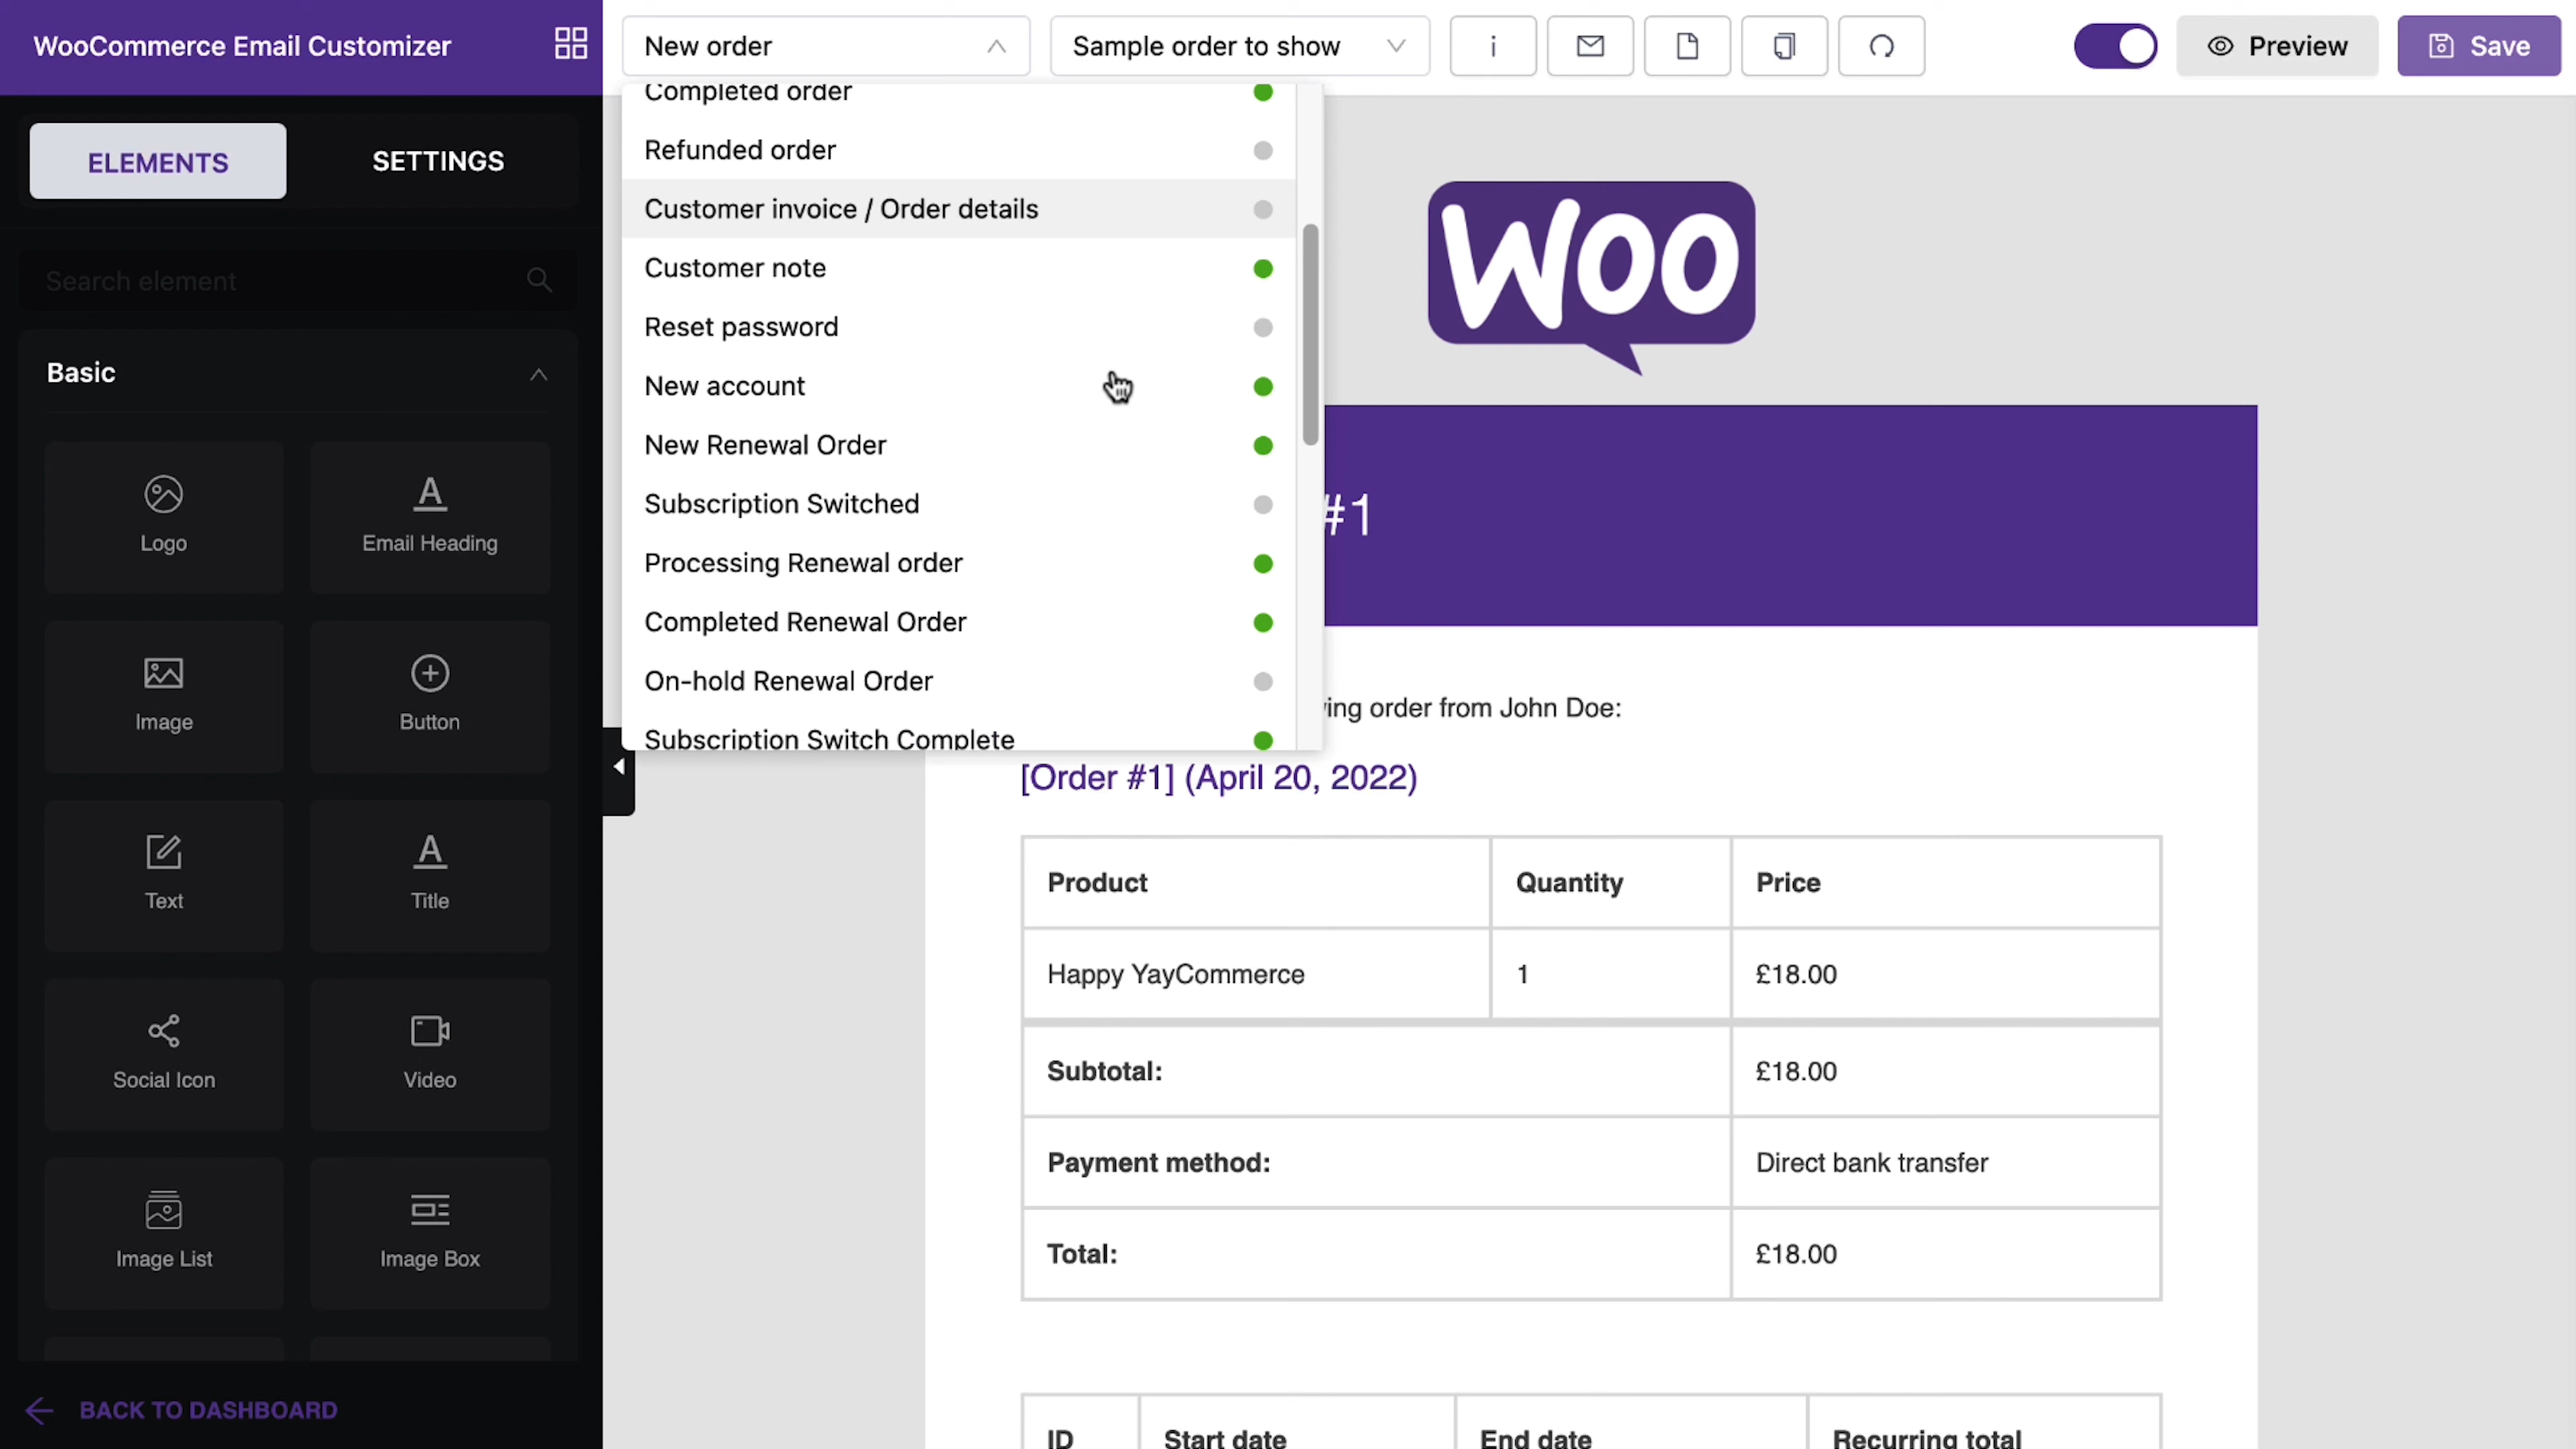 WooCommerce Email Customizer
New order
Sample order to show
i
Preview
Save
ELEMENTS
SETTINGS
Search element
Basic
Logo
Email Heading
Image
Button
Text
Title
Social Icon
Video
Image List
Image Box
BACK TO DASHBOARD
Completed order
Refunded order
Customer invoice / Order details
Customer note
Reset password
New account
New Renewal Order
Subscription Switched
Processing Renewal order
Completed Renewal Order
On-hold Renewal Order
Subscription Switch Complete
WOO
#1
ing order from John Doe:
[Order #1] (April 20, 2022)
Product Quantity Price
Happy YayCommerce 1 £18.00
Subtotal: £18.00
Payment method: Direct bank transfer
Total: £18.00
ID Start date End date Recurring total